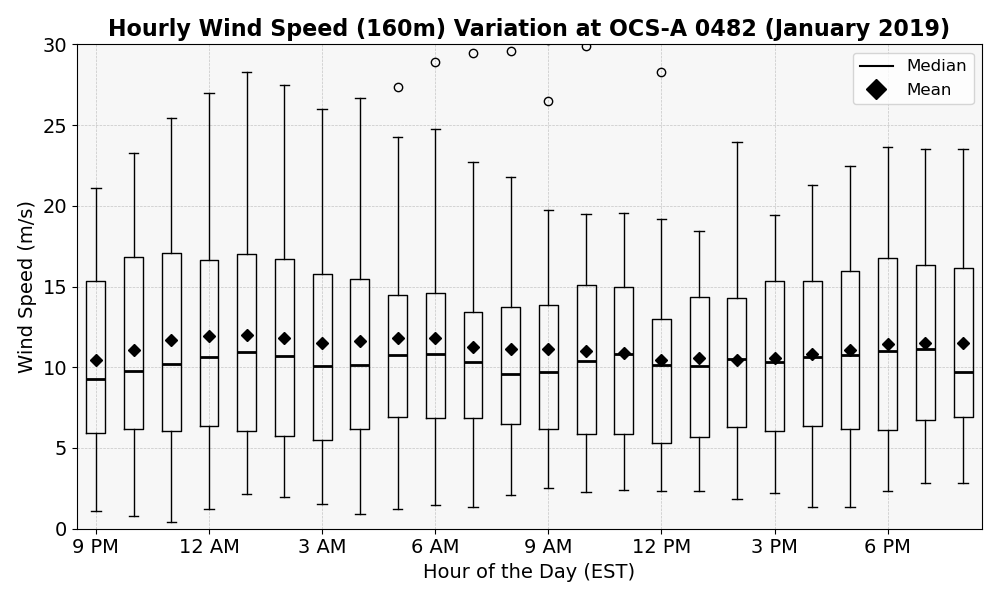 Hourly Wind Speed (160m) Variation at OCS-A 0482 (January 2019)
Median
Mean
Wind Speed (m/s)
30
25
20
15
10
5
0
9 PM 12 AM 3 AM 6 AM 9 AM 12 PM 3 PM 6 PM
Hour of the Day (EST)